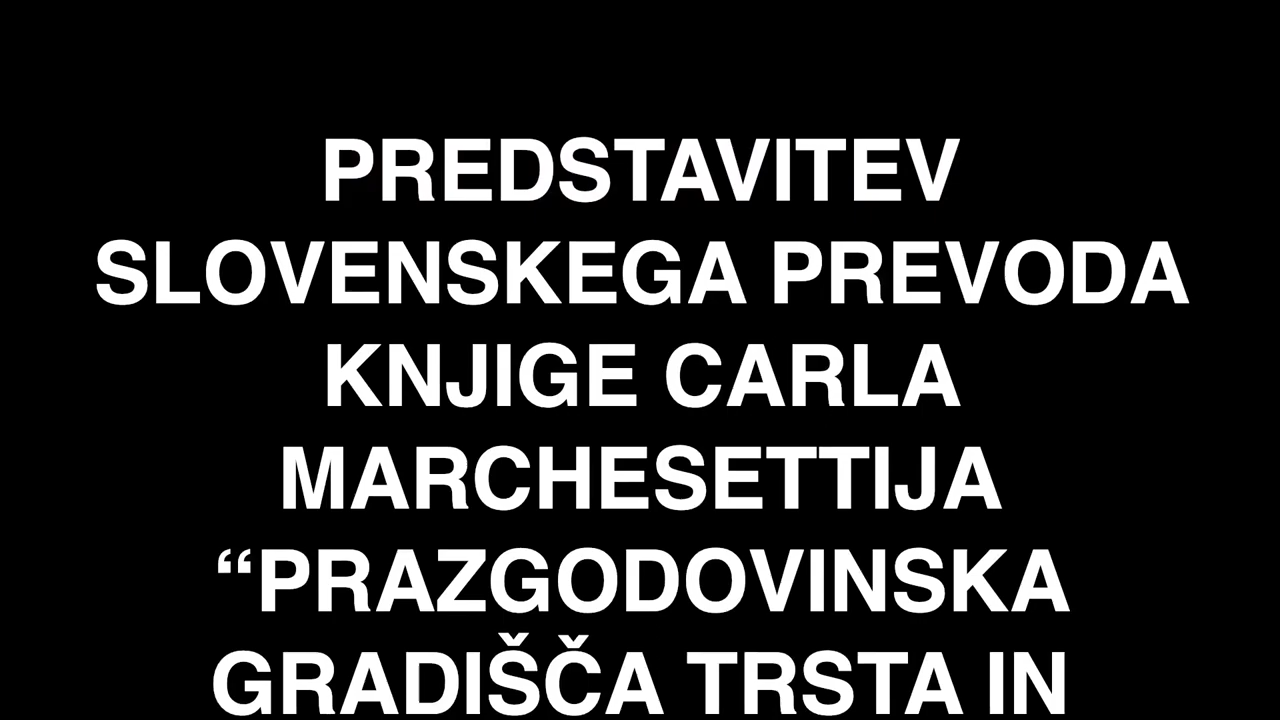 PREDSTAVITEV
SLOVENSKEGA PREVODA
KNJIGE CARLA
MARCHESETTIJA
“PRAZGODOVINSKA
GRADIŠČA TRSTA IN